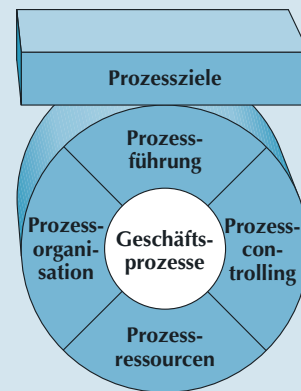 Prozessziele
Prozess-
führung
Prozess-
organi-
sation
Geschäfts-
prozesse
Prozess-
con-
trolling
Prozess-
ressourcen